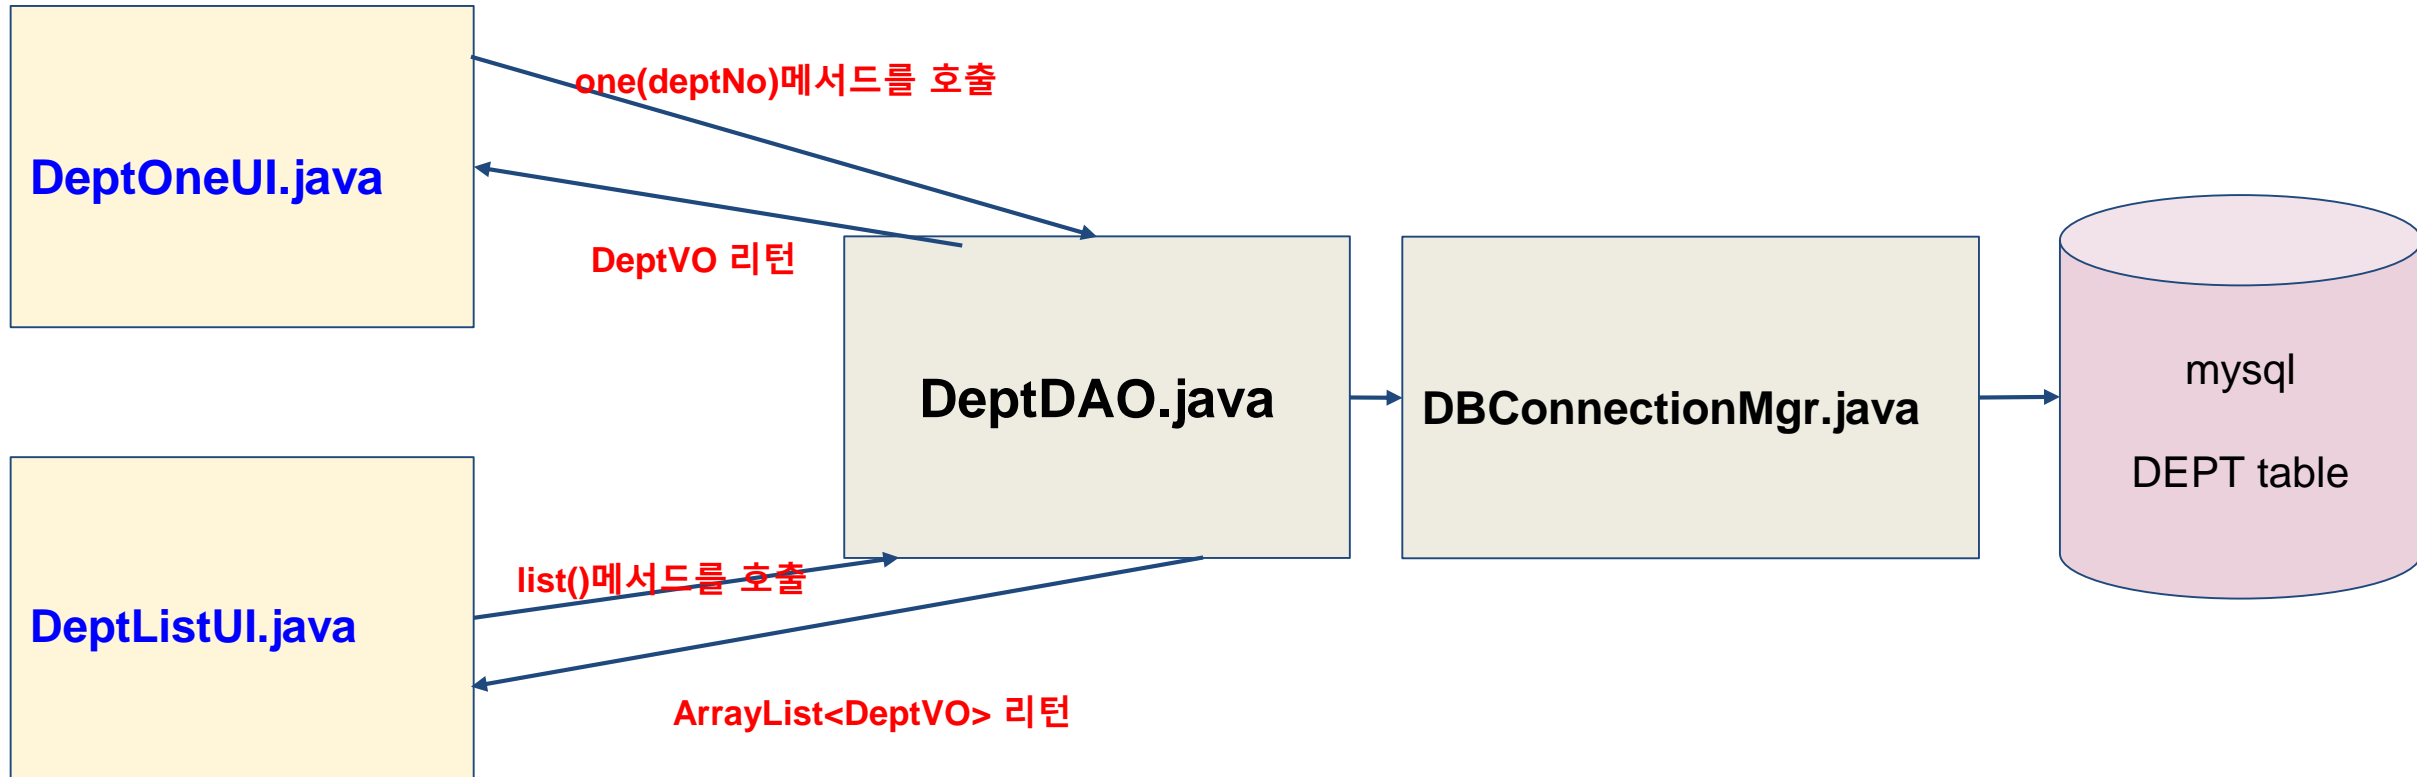 one(deptNo)메서드를 호출
DeptOneUI.java
DeptVO 리턴
DeptDAO.java
DBConnectionMgr.java
mysql
DEPT table
list()메서드를 호출
DeptListUI.java
ArrayList<DeptVO> 리턴